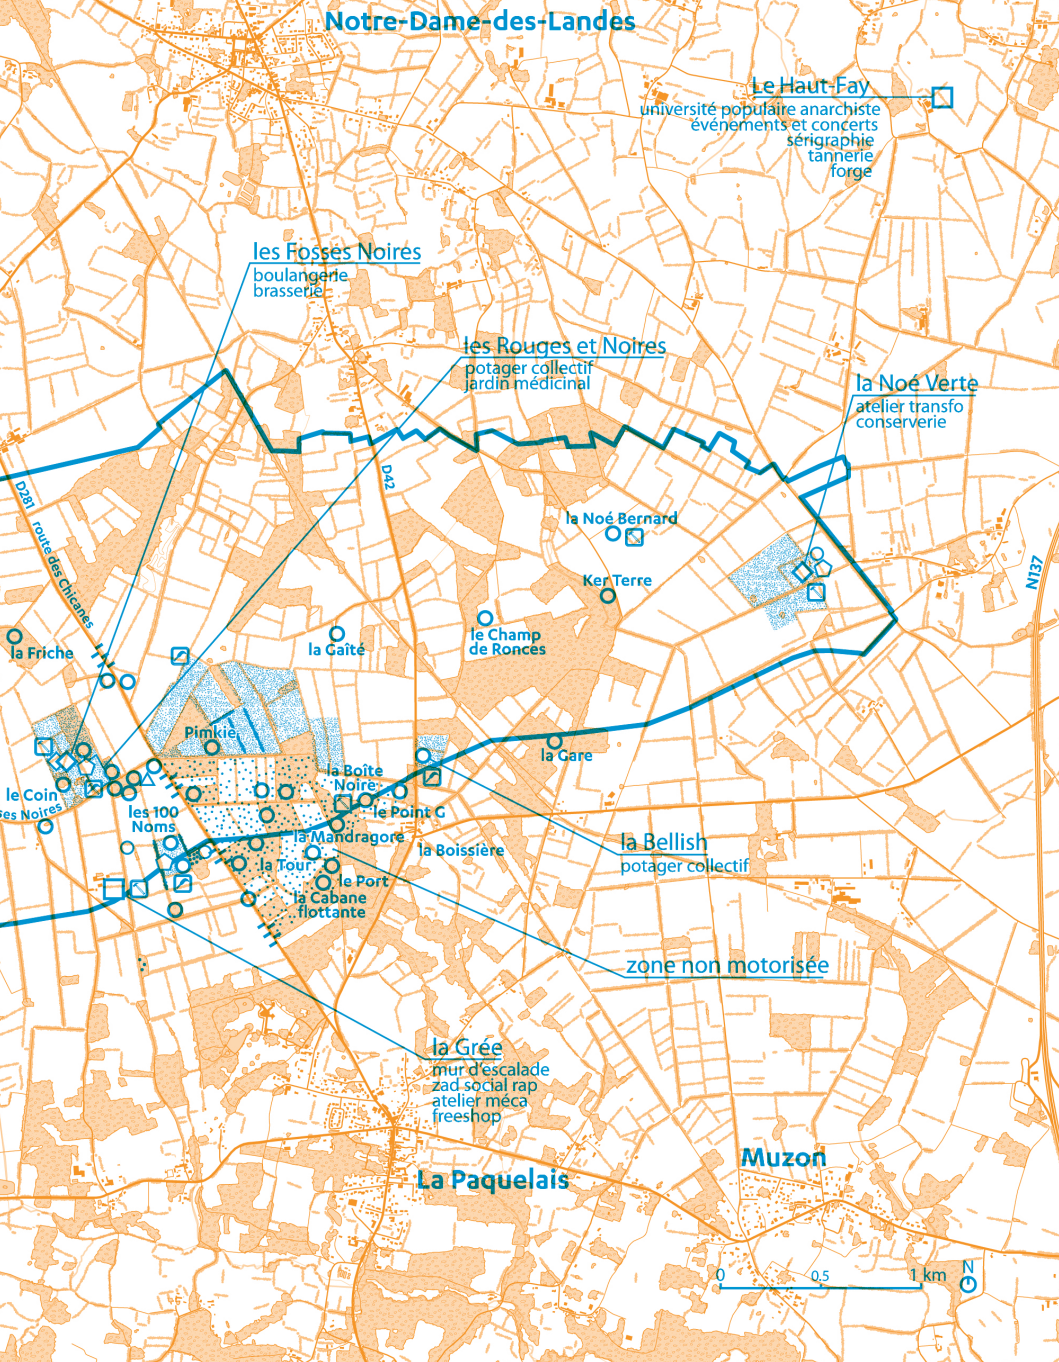 Notre-Dame-des-Landes
Le Haut-Fay
université populaire anarchiste
événements et concerts
sérigraphie
tannerie
forge
les Fosses Noires
boulangerie
brasserie
les Rouges et Noires
potager collectif
jardin médicinal
la Noé Verte
atelier transfo
conserverie
D281
route des Chicanes
D42
la Noé Bernard
Ker Terre
N137
le Champ
de Ronces
la Gaîté
la Friche
Pimkie
la Gare
la Boîte
Noire
le Point G
le Coin
ses Noires
les 100
Noms
la Mandragore
la Boissière
la Bellish
potager collectif
la Tour
le Port
la Cabane
flottante
zone non motorisée
la Grée
mur d'escalade
zad social rap
atelier méca
freeshop
Muzon
La Paquelais
0 0.5 1 km
N